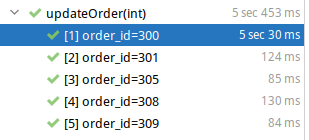 updateOrder(int) 5 sec 453 ms
[1] order_id=300 5 sec 30 ms
[2] order_id=301 124 ms
[3] order_id=305 85 ms
[4] order_id=308 130 ms
[5] order_id=309 84 ms